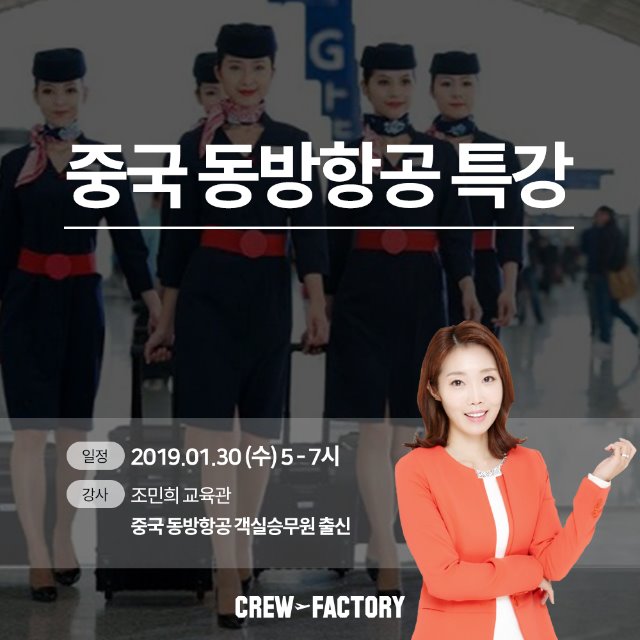 GATE
중국 동방항공 특강
일정 2019.01.30 (수) 5 - 7시
강사 조민희 교육관
중국 동방항공 객실승무원 출신
CREW FACTORY